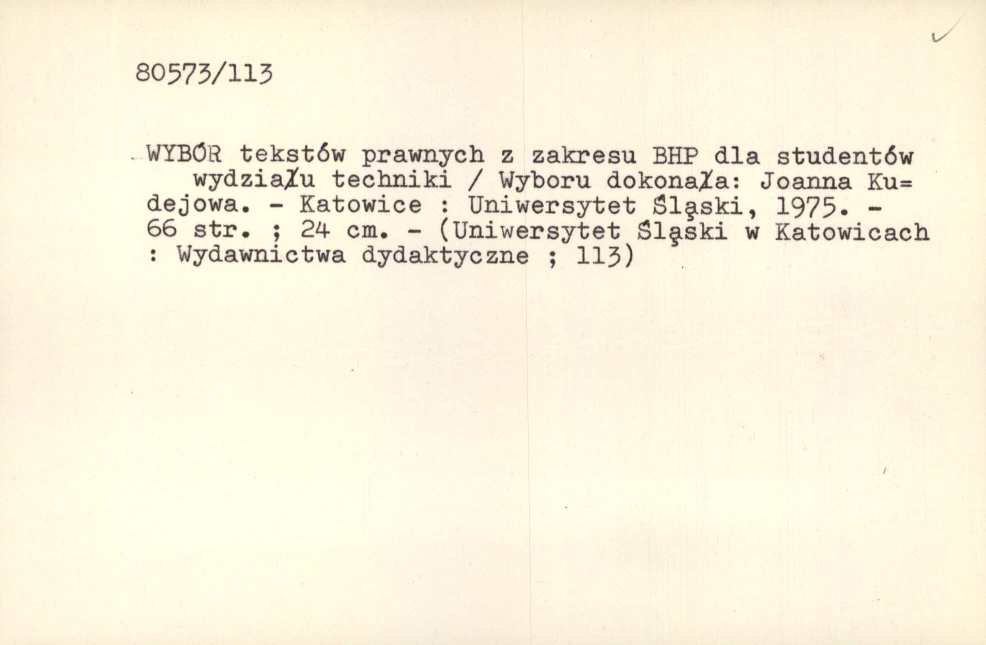 80573/113
WYBÓR tekstów prawnych z zakresu BHP dla studentów
wydziału techniki / Wyboru dokonała: Joanna Ku=
dejowa. - Katowice : Uniwersytet Śląski, 1975. -
66 str. ; 24 cm. - (Uniwersytet Śląski w Katowicach
: Wydawnictwa dydaktyczne ; 113)